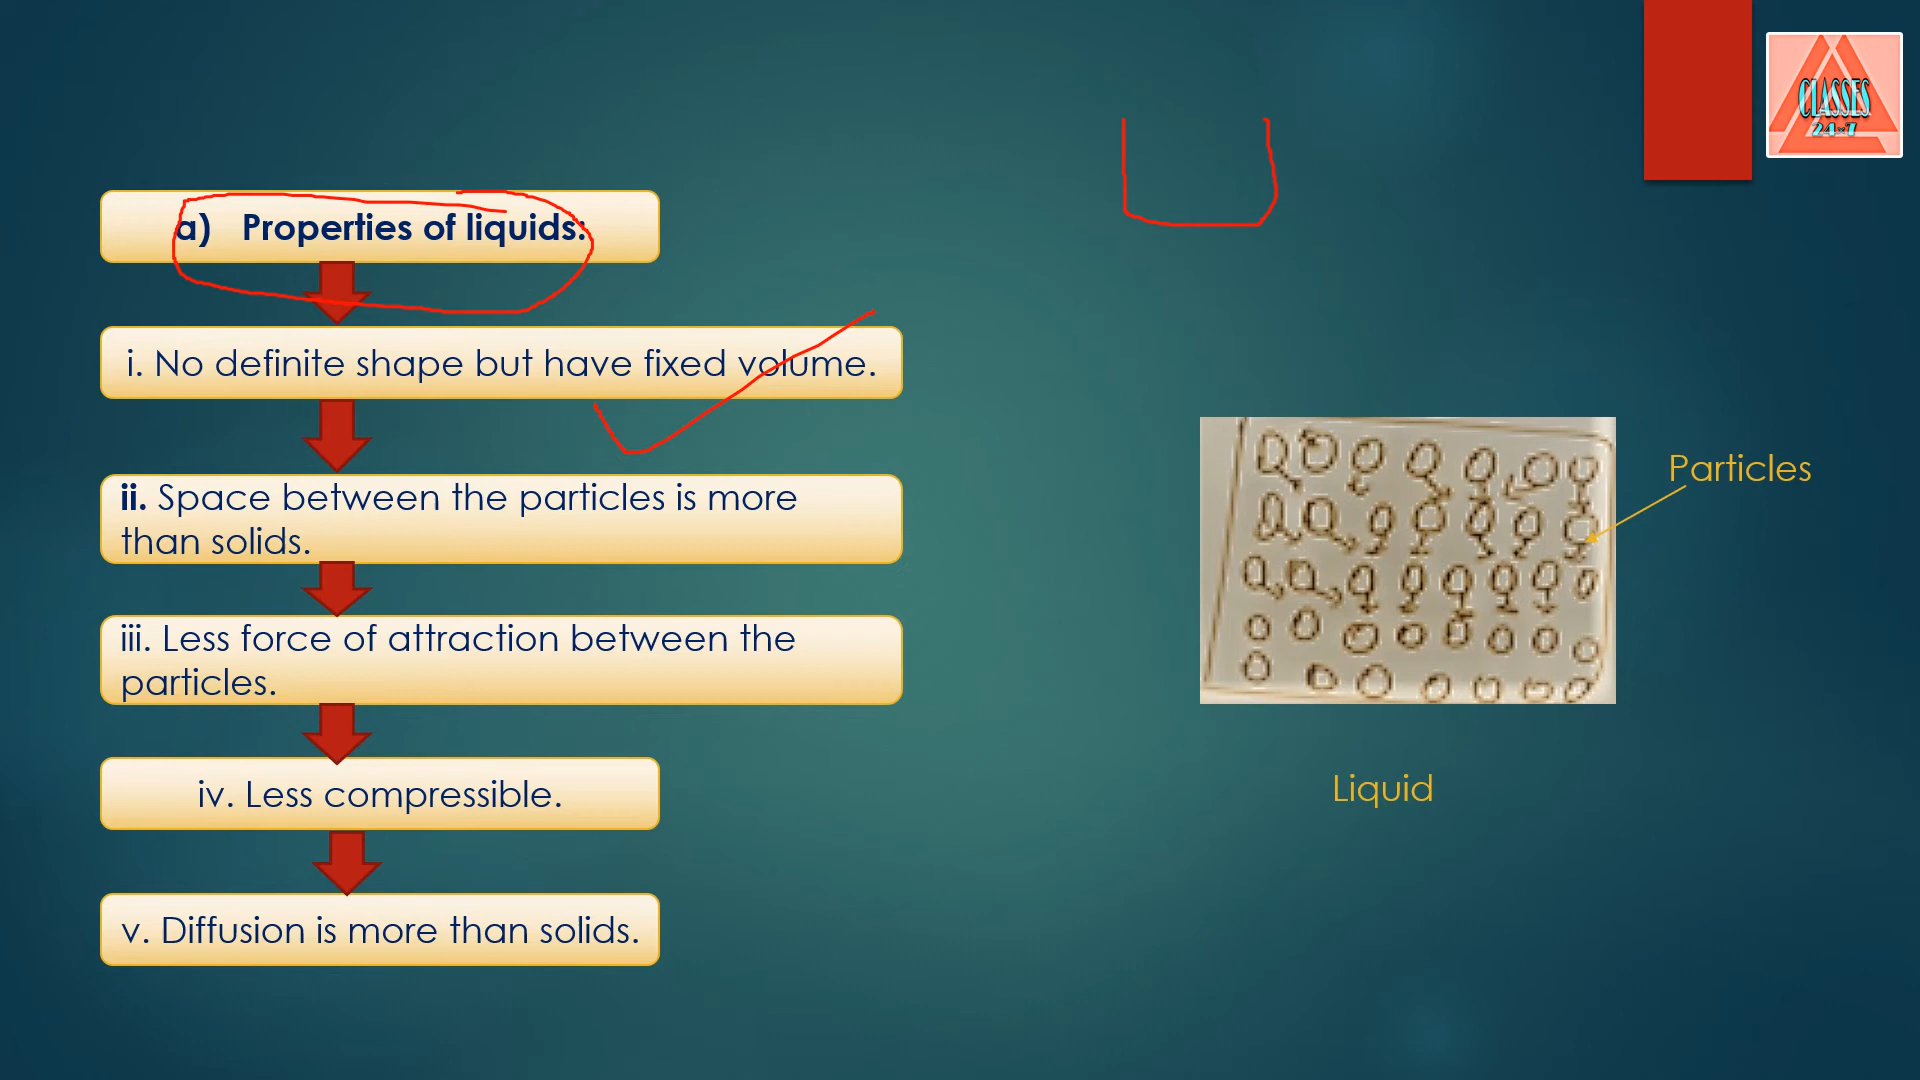 CLASSES
24×7
a) Properties of liquids:
i. No definite shape but have fixed volume.
ii. Space between the particles is more
than solids.
iii. Less force of attraction between the
particles.
iv. Less compressible.
v. Diffusion is more than solids.
Particles
Liquid